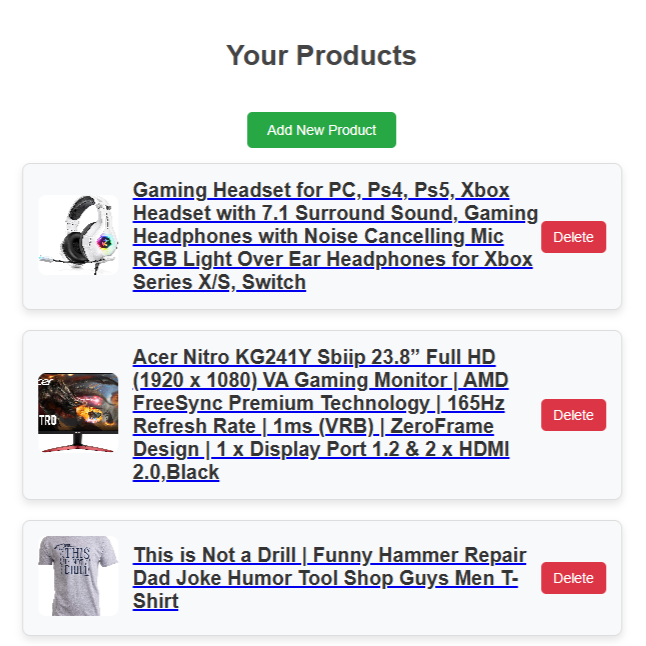 Your Products
Add New Product
Gaming Headset for PC, Ps4, Ps5, Xbox
Headset with 7.1 Surround Sound, Gaming
Headphones with Noise Cancelling Mic
RGB Light Over Ear Headphones for Xbox
Series X/S, Switch
Delete
Acer Nitro KG241Y Sbiip 23.8” Full HD
(1920 x 1080) VA Gaming Monitor | AMD
FreeSync Premium Technology | 165Hz
Refresh Rate | 1ms (VRB) | ZeroFrame
Design | 1 x Display Port 1.2 & 2 x HDMI
2.0,Black
Delete
THIS
This is Not a Drill | Funny Hammer Repair
Dad Joke Humor Tool Shop Guys Men T-
Shirt
Delete